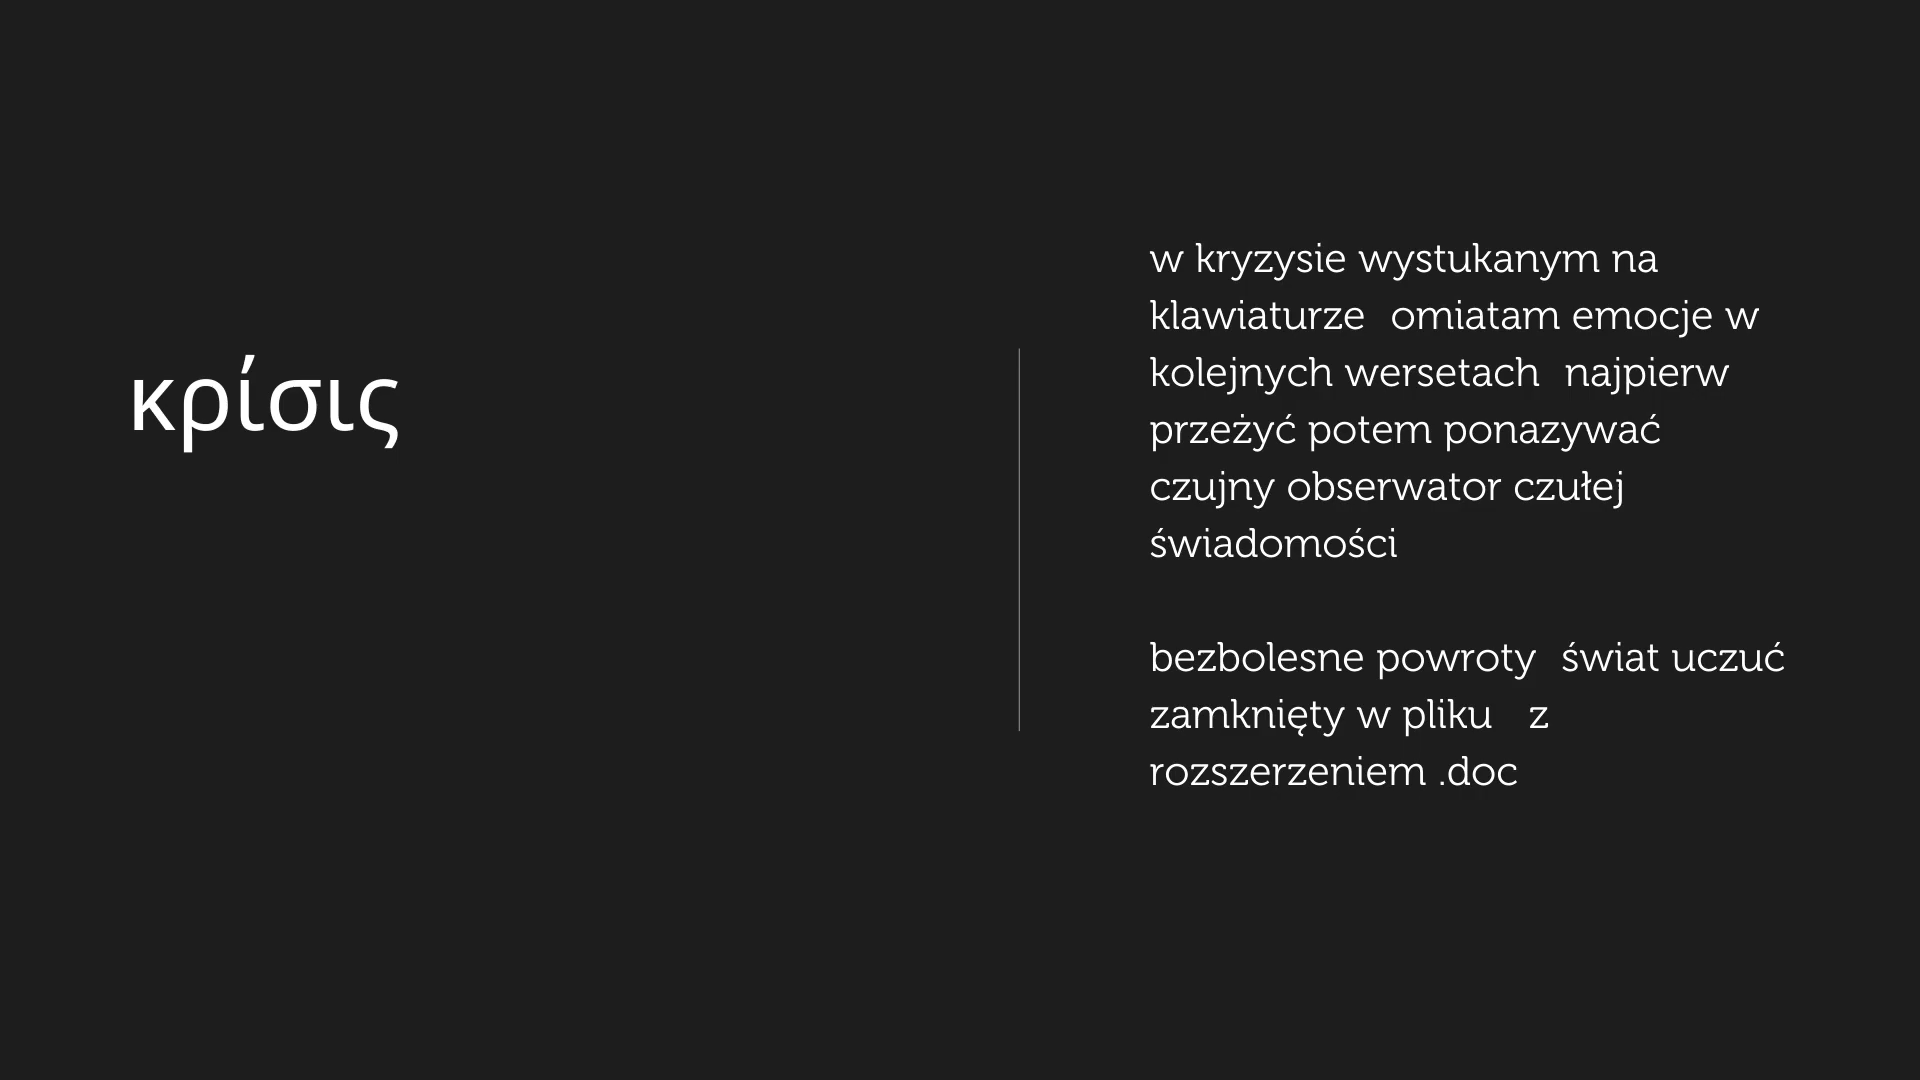 κρίσις
w kryzysie wystukanym na
klawiaturze  omiatam emocje w
kolejnych wersetach  najpierw
przeżyć potem ponazywać
czujny obserwator czułej
świadomości
bezbolesne powroty  świat uczuć
zamknięty w pliku   z
rozszerzeniem .doc